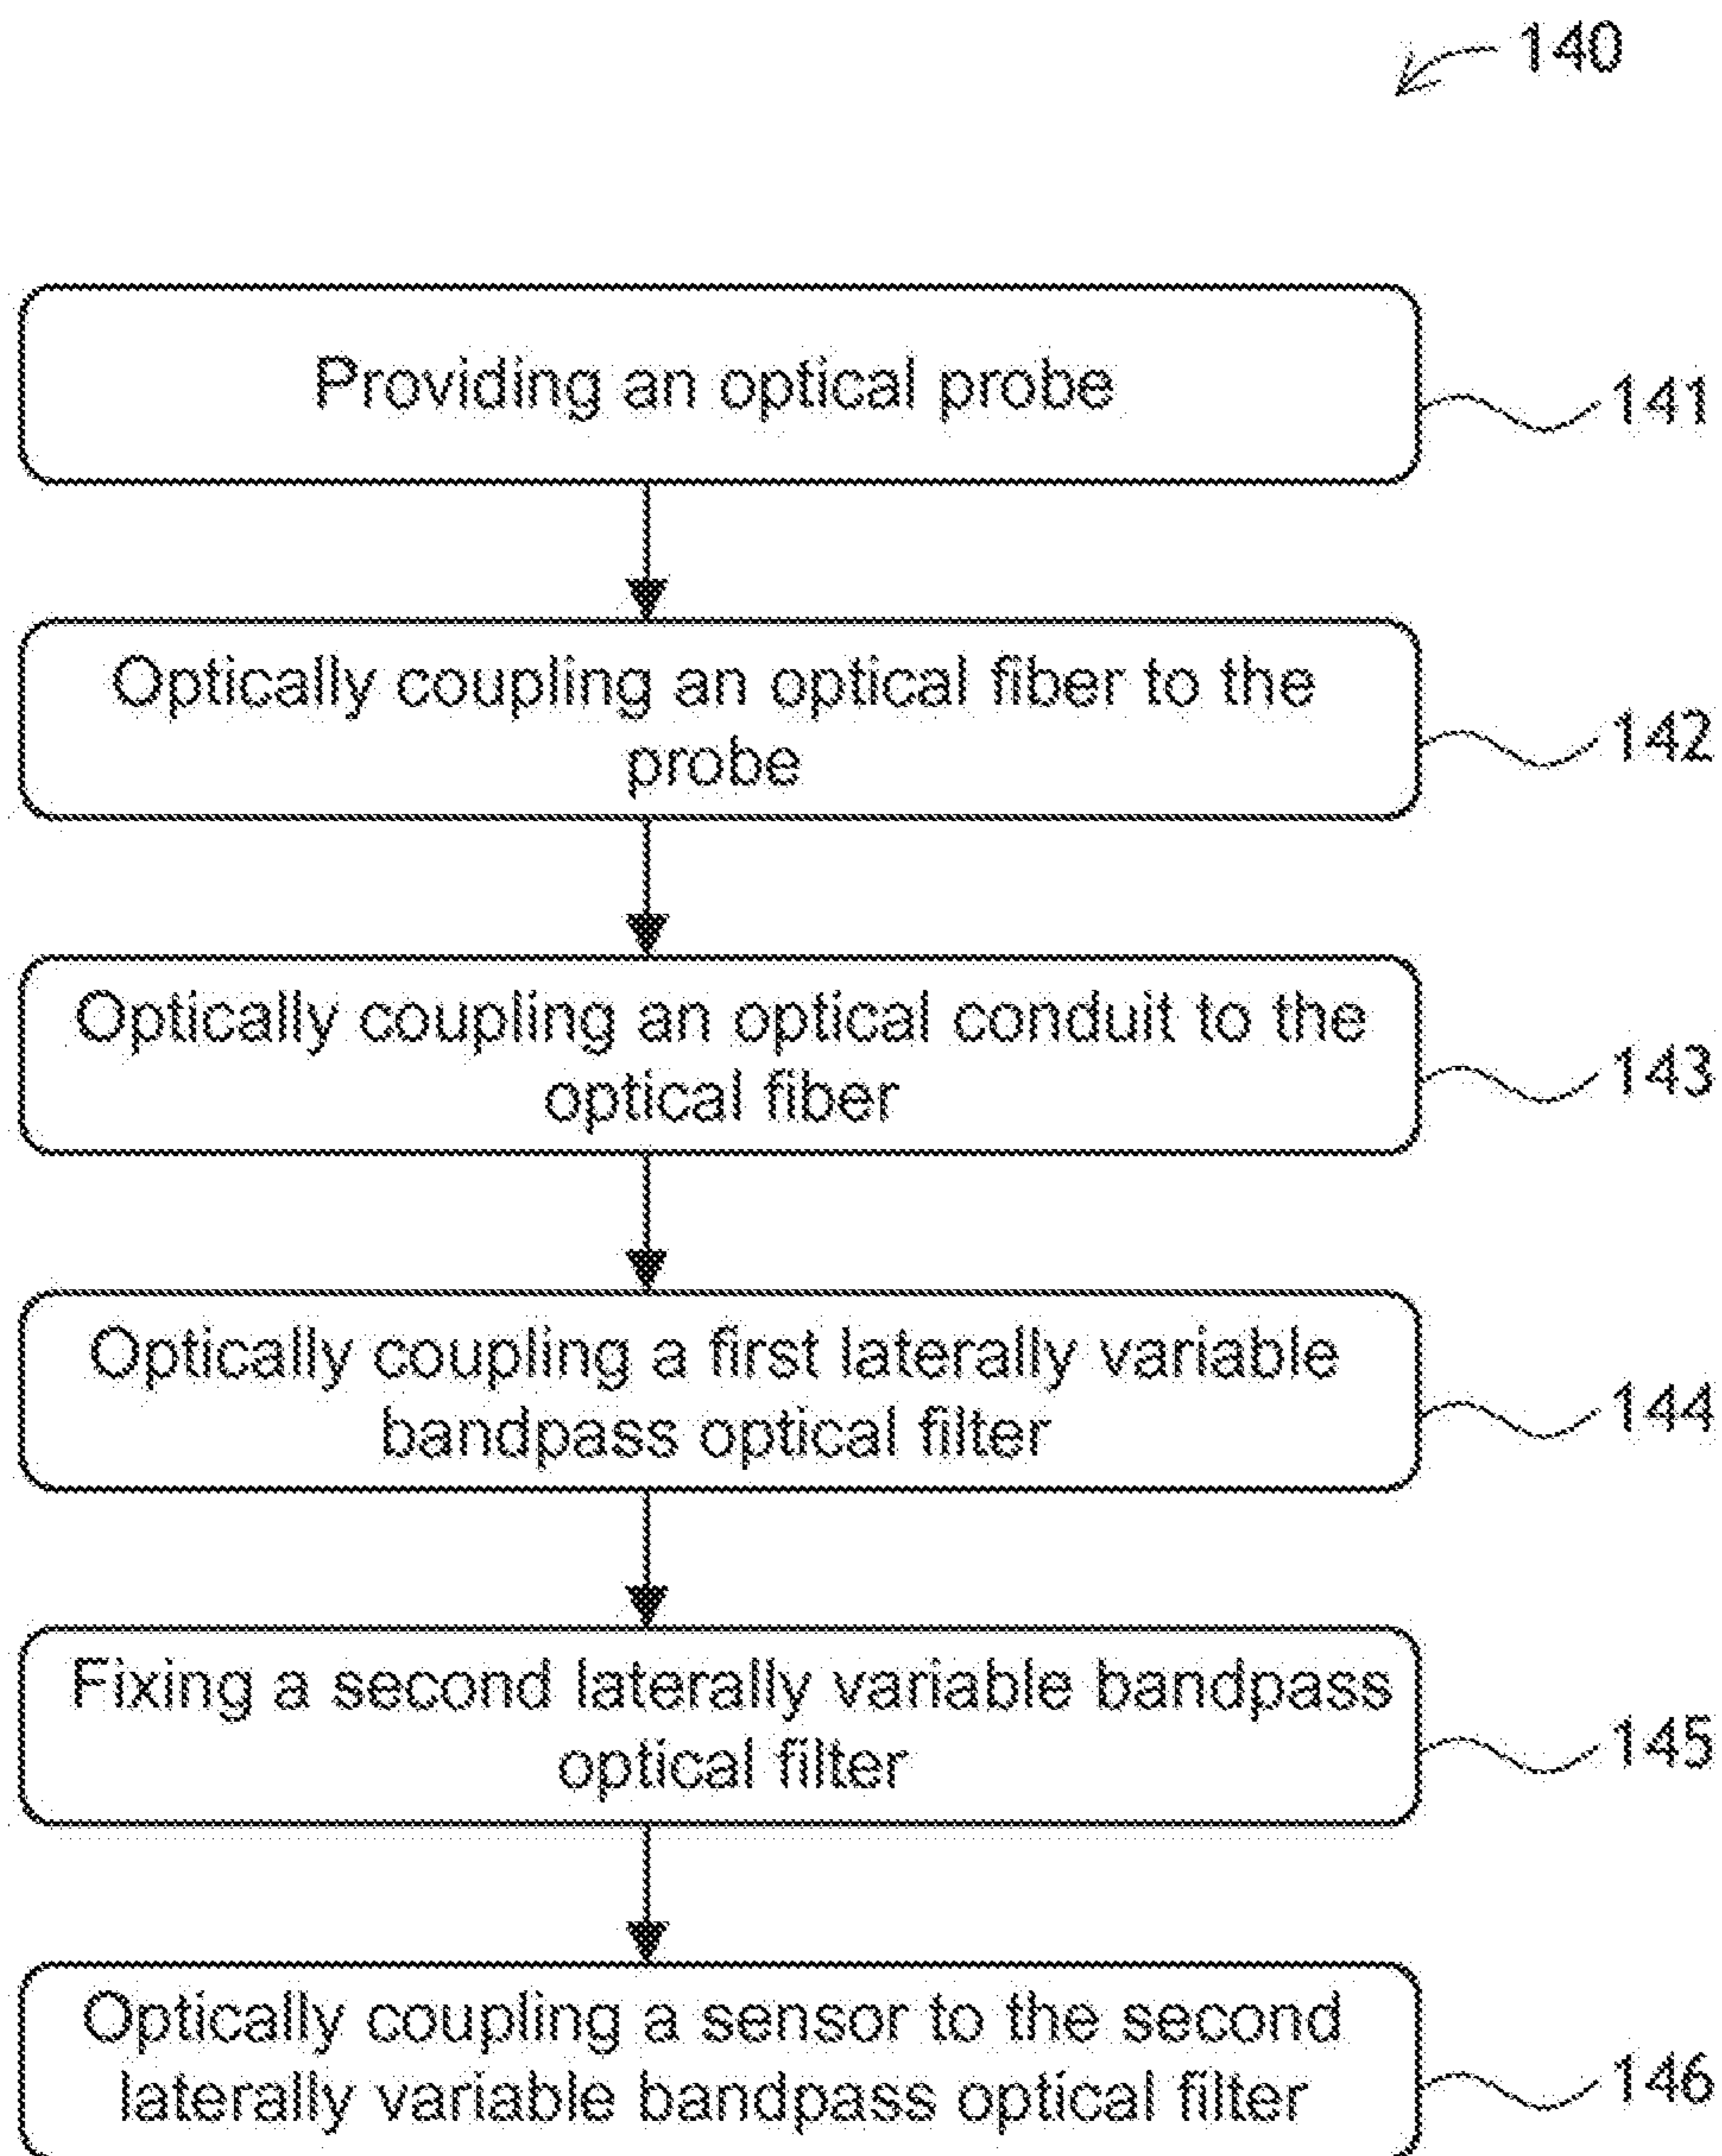 140
Providing an optical probe
141
Optically coupling an optical fiber to the
probe
142
Optically coupling an optical conduit to the
optical fiber
143
Optically coupling a first laterally variable
bandpass optical filter
144
Fixing a second laterally variable bandpass
optical filter
145
Optically coupling a sensor to the second
laterally variable bandpass optical filter
146